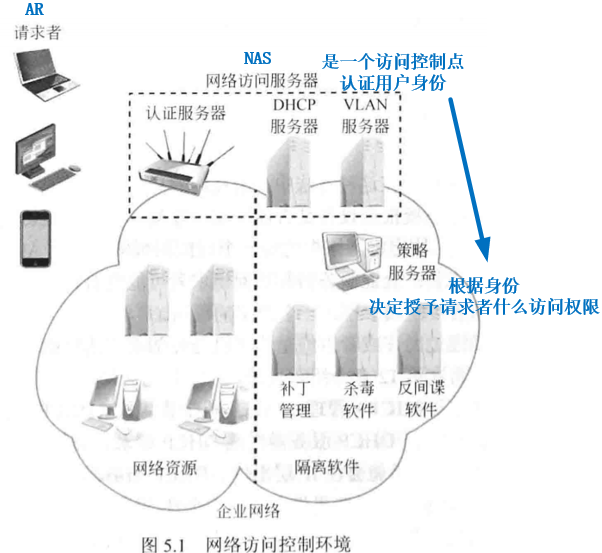 AR
请求者
NAS
网络访问服务器
是一个访问控制点
认证用户身份
认证服务器
DHCP
服务器
VLAN
服务器
策略
服务器
根据身份
决定授予请求者什么访问权限
补丁
管理
杀毒
软件
反间谍
软件
网络资源
隔离软件
企业网络
图 5.1 网络访问控制环境